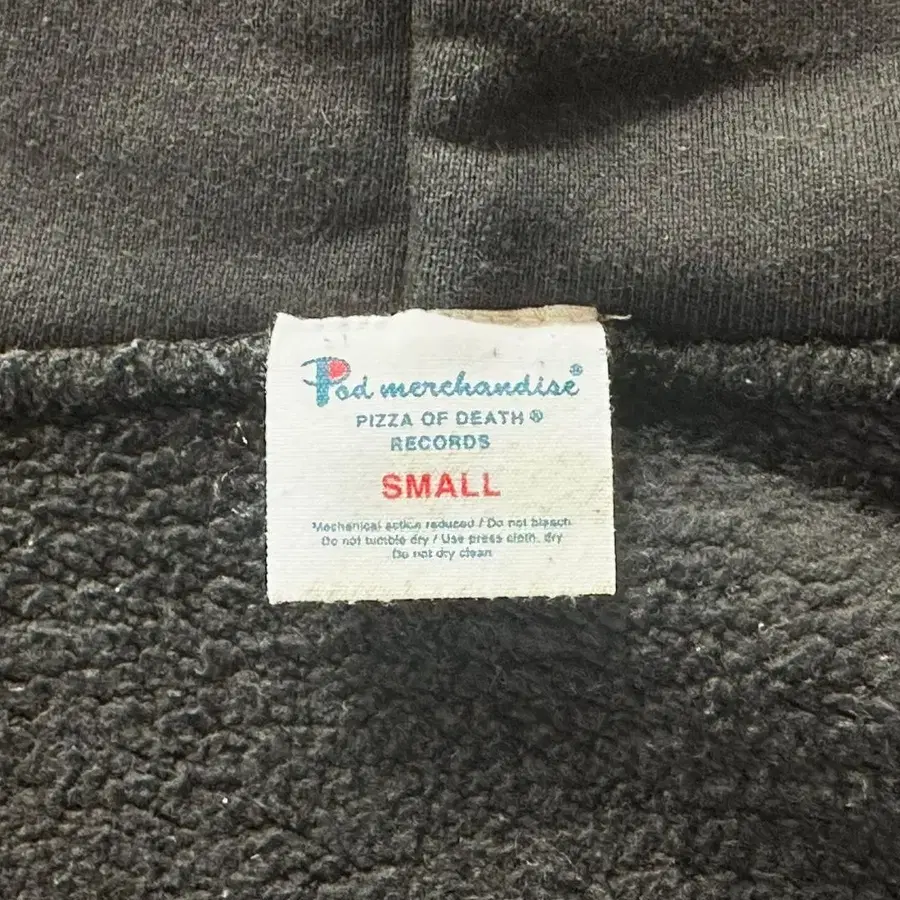 Pod merchandise®
PIZZA OF DEATH®
RECORDS
SMALL
Mechanical action reduced / Do not bleach
Do not tumble dry / Use press cloth, dry
Do not dry clean